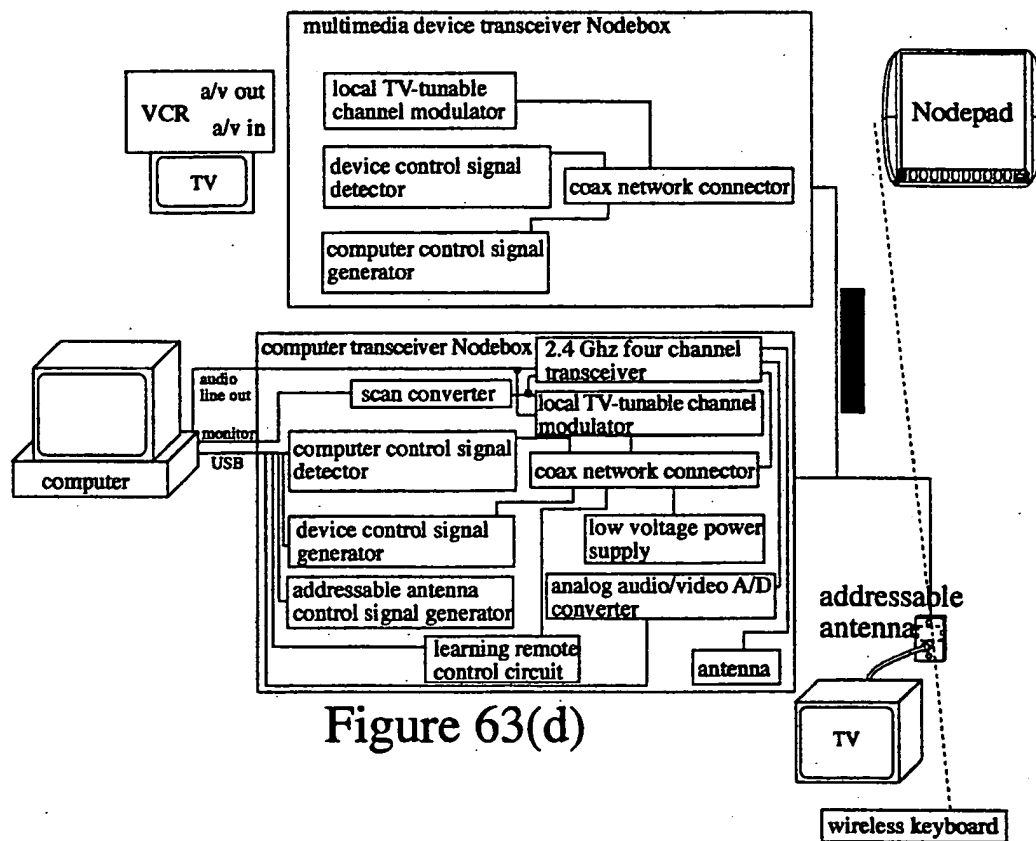 multimedia device transceiver Nodebox
a/v out
VCR
a/v in
TV
local TV-tunable
channel modulator
device control signal
detector
coax network connector
computer control signal
generator
Nodepad
computer transceiver Nodebox
2.4 Ghz four channel
transceiver
audio
line out
scan converter
local TV-tunable channel
modulator
monitor
USB
computer control signal
detector
coax network connector
computer
device control signal
generator
low voltage power
supply
addressable antenna
control signal generator
analog audio/video A/D
converter
learning remote
control circuit
antenna
addressable
antenna
TV
Figure 63(d)
wireless keyboard